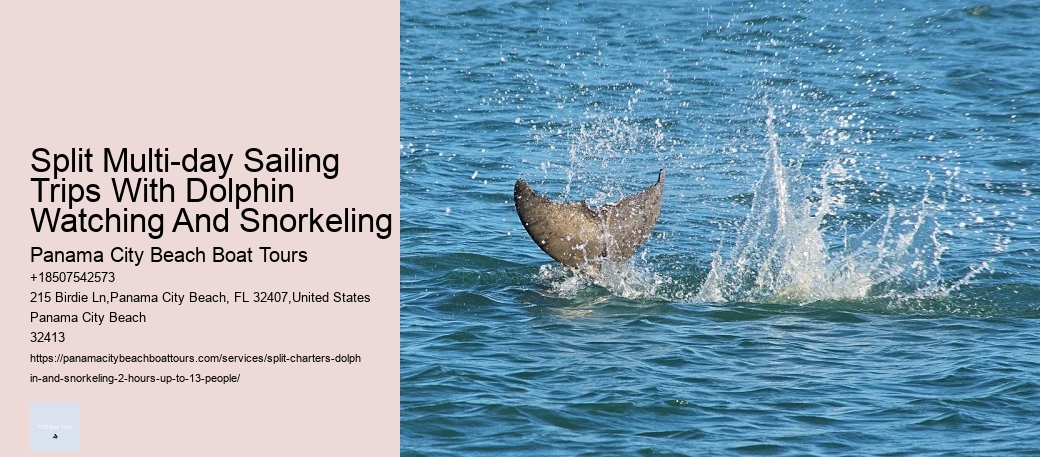 Split Multi-day Sailing
Trips With Dolphin
Watching And Snorkeling
Panama City Beach Boat Tours
+18507542573
215 Birdie Ln,Panama City Beach, FL 32407,United States
Panama City Beach
32413
https://panamacitybeachboattours.com/services/split-charters-dolph
in-and-snorkeling-2-hours-up-to-13-people/